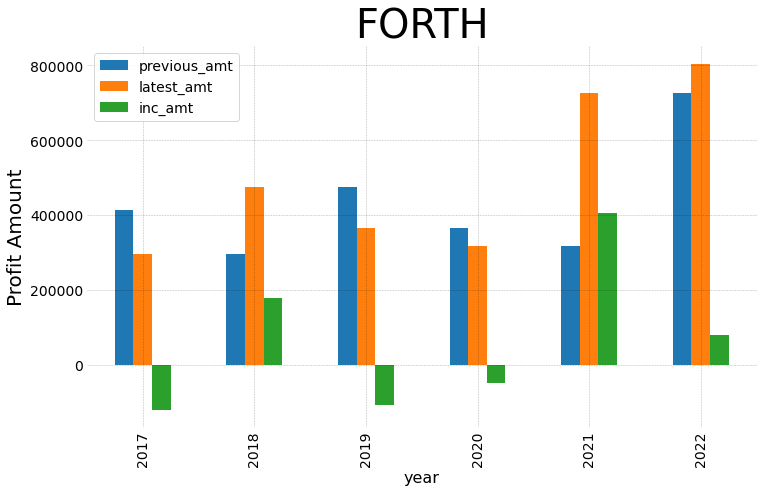 FORTH
previous_amt
latest_amt
inc_amt
Profit Amount
800000
600000
400000
200000
0
2017
2018
2019
2020
2021
2022
year